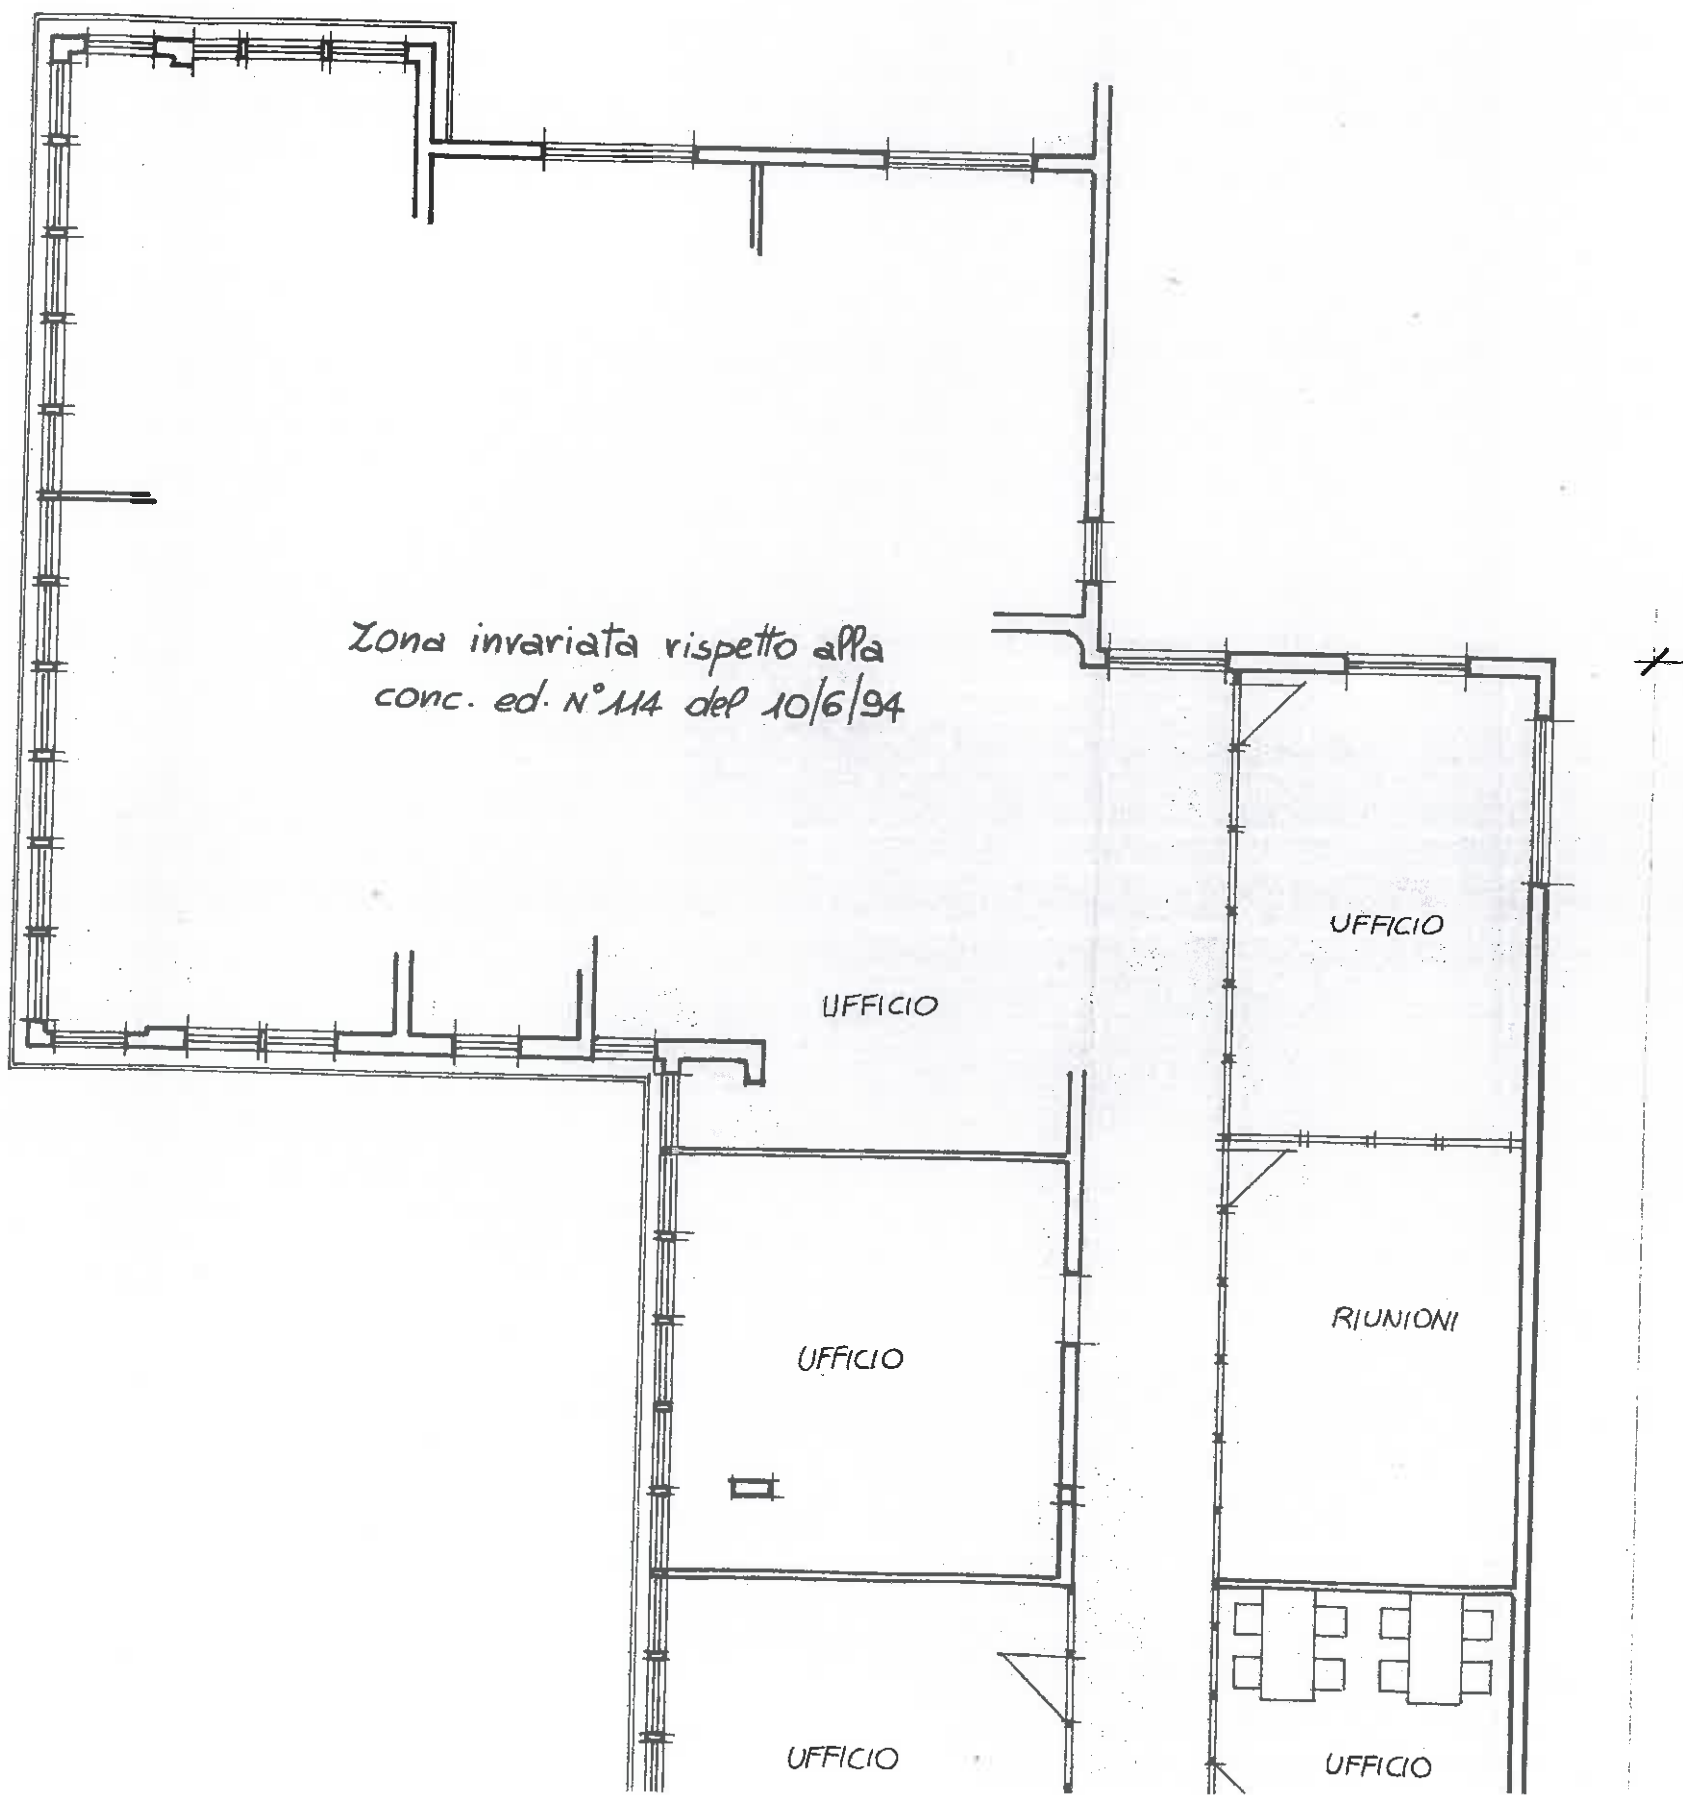 Zona invariata rispetto alla
conc. ed. N° 114 del 10/6/94
UFFICIO
UFFICIO
RIUNIONI
UFFICIO
UFFICIO
UFFICIO